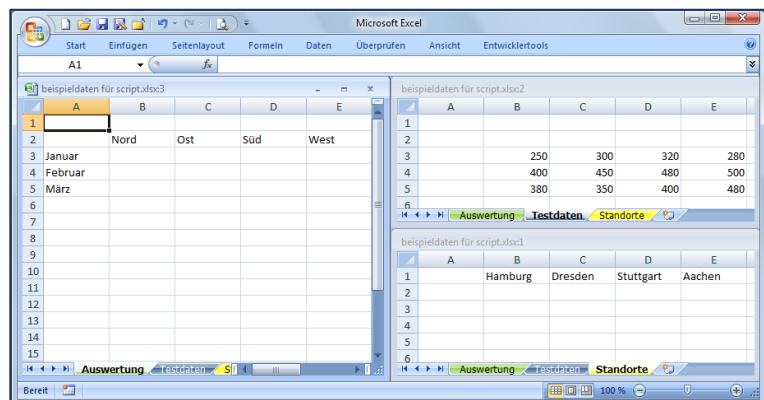 Microsoft Excel
Start Einfügen Seitenlayout Formeln Daten Überprüfen Ansicht Entwicklertools
A1 fx
beispieldaten für script.xlsx:3
A B C D E
1
2 Nord Ost Süd West
3 Januar
4 Februar
5 März
6
7
8
9
10
11
12
13
14
15
Auswertung Testdaten S
beispieldaten für script.xlsx:2
A B C D E
1
2
3 250 300 320 280
4 400 450 480 500
5 380 350 400 480
6
Auswertung Testdaten Standorte
beispieldaten für script.xlsx:1
A B C D E
1 Hamburg Dresden Stuttgart Aachen
2
3
4
5
6
Auswertung Testdaten Standorte
Bereit 100 %